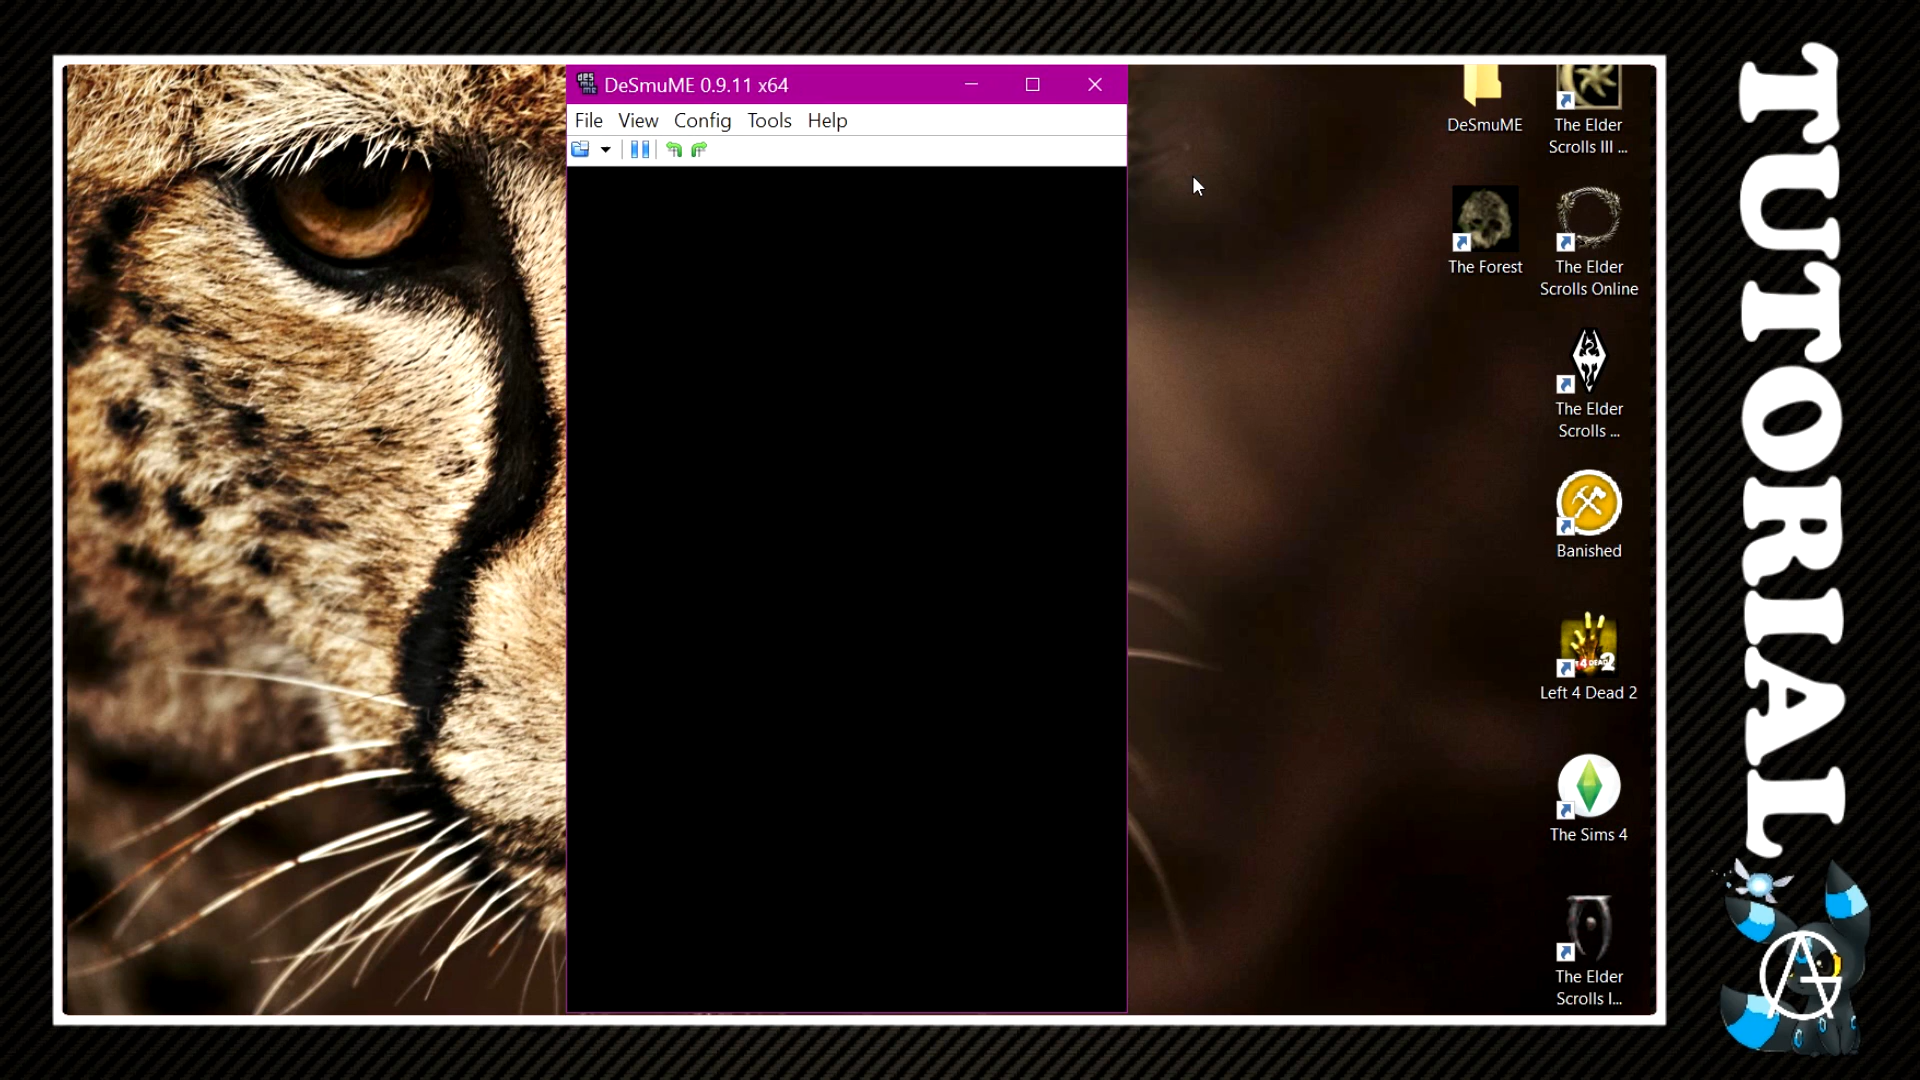 DeSmuME 0.9.11 x64
File View Config Tools Help
DeSmuME
The Elder
Scrolls III ...
The Forest
The Elder
Scrolls Online
The Elder
Scrolls ...
Banished
Left 4 Dead 2
The Sims 4
The Elder
Scrolls I...
TUTORIAL